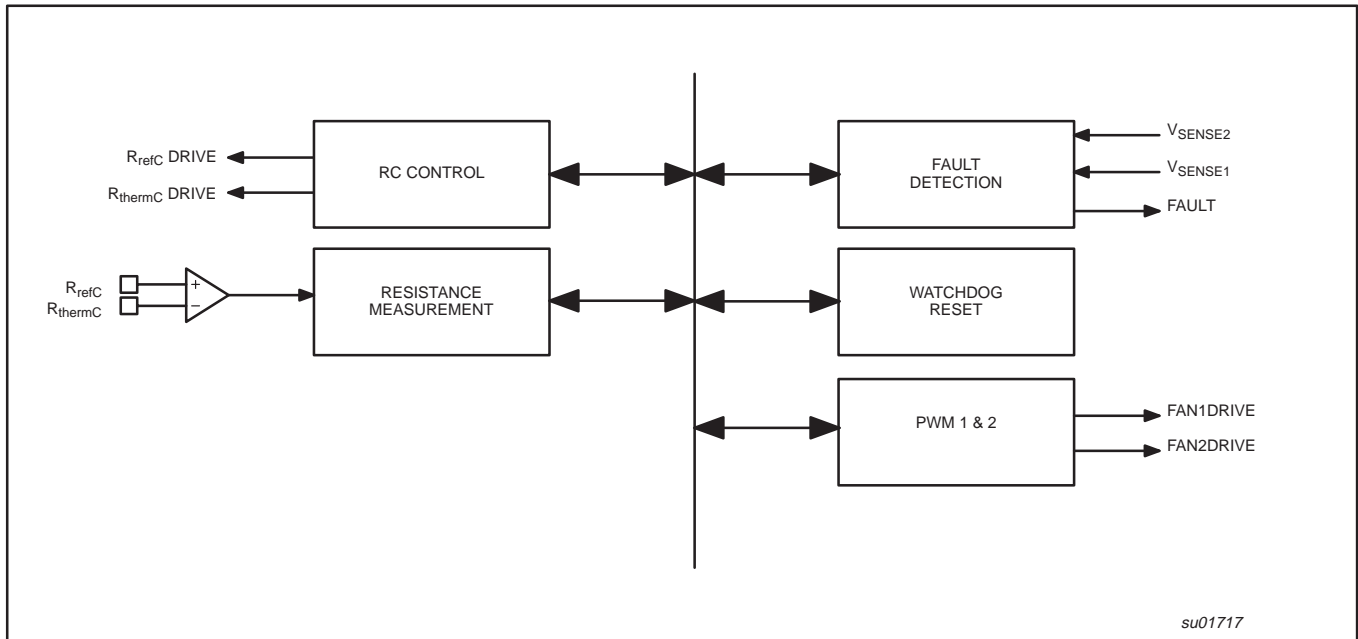 RrefC DRIVE
RthermC DRIVE
RC CONTROL
FAULT
DETECTION
VSENSE2
VSENSE1
FAULT
RrefC
RthermC
+
−
RESISTANCE
MEASUREMENT
WATCHDOG
RESET
PWM 1 & 2
FAN1DRIVE
FAN2DRIVE
su01717